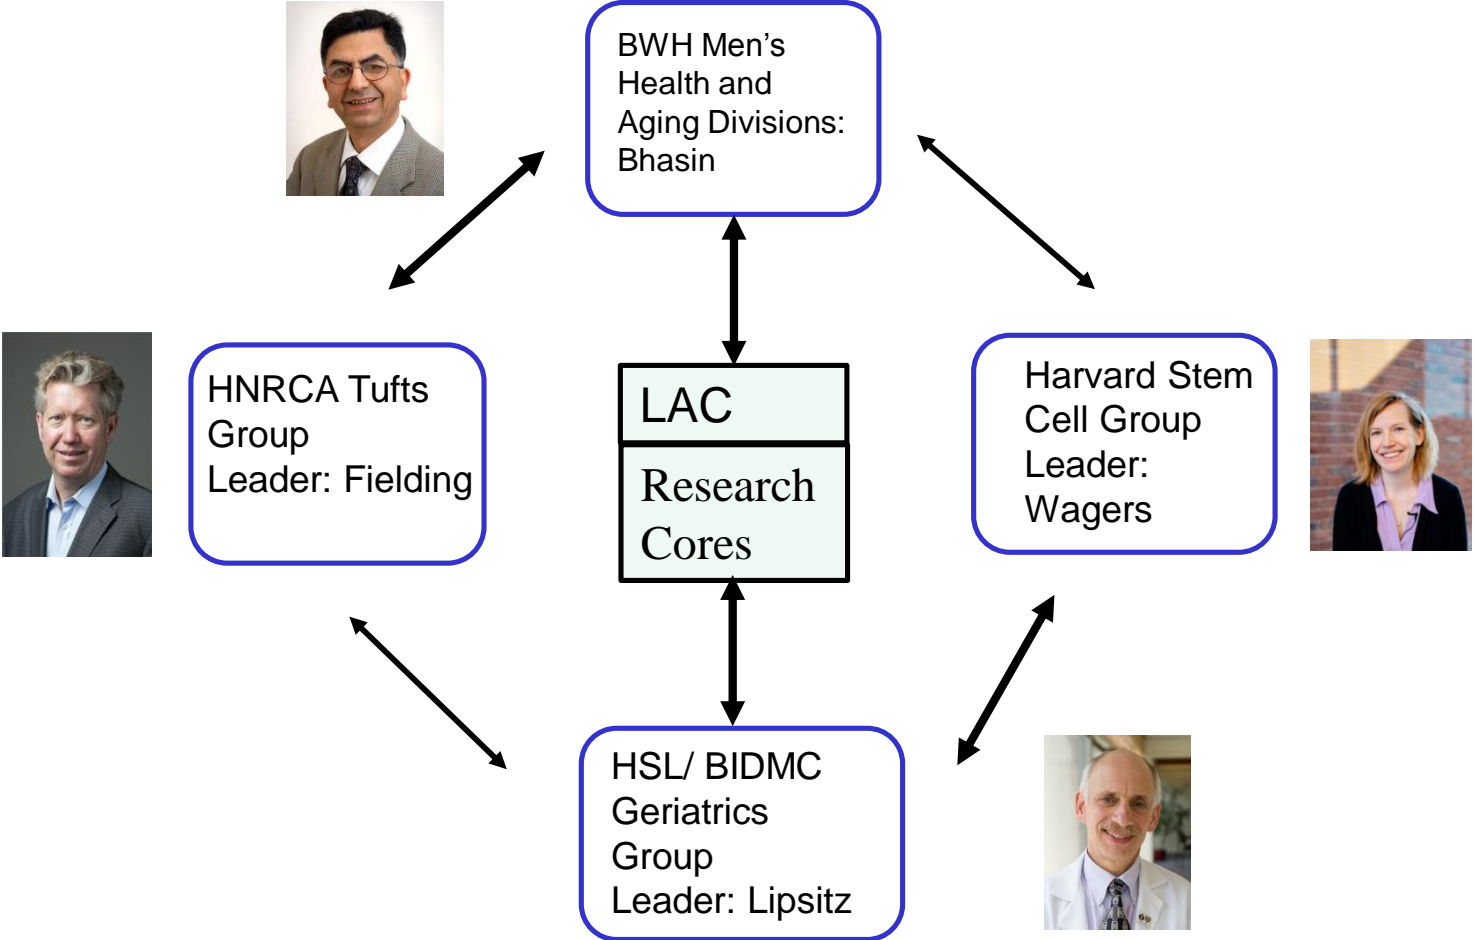 BWH Men’s
Health and
Aging Divisions:
Bhasin
HNRCA Tufts
Group
Leader: Fielding
LAC
Research
Cores
Harvard Stem
Cell Group
Leader:
Wagers
HSL/ BIDMC
Geriatrics
Group
Leader: Lipsitz